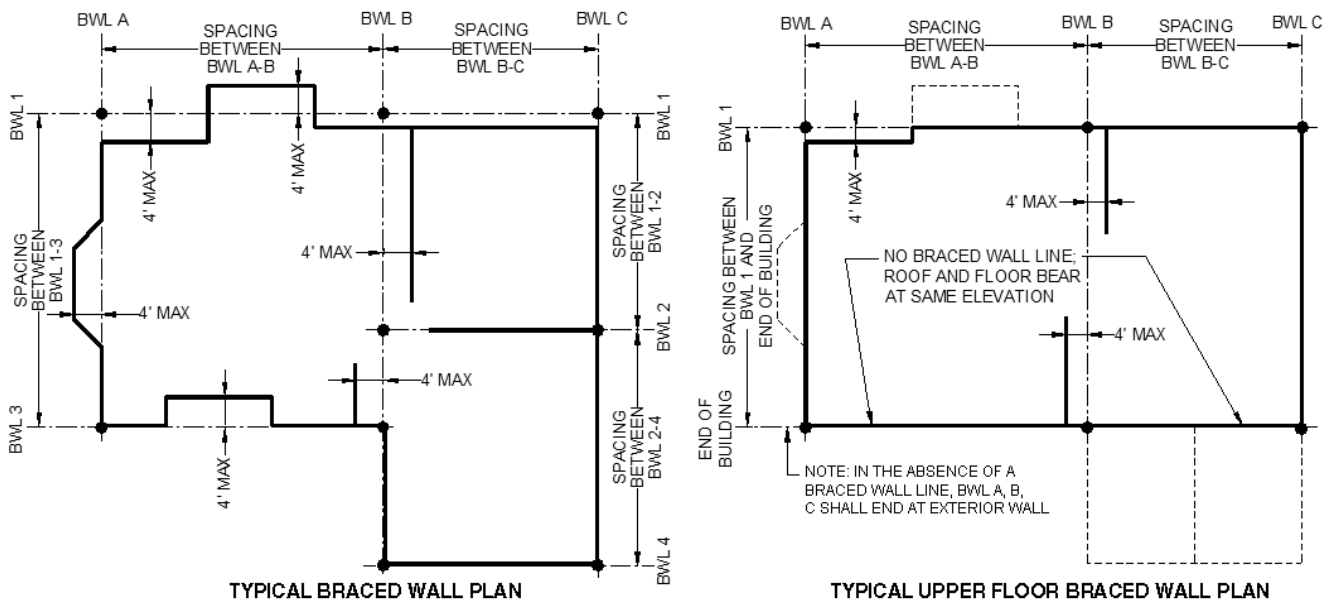 BWL A
BWL B
BWL C
SPACING
BETWEEN
BWL A-B
SPACING
BETWEEN
BWL B-C
BWL 1
BWL 1
4' MAX
4' MAX
SPACING
BETWEEN
BWL 1-3
SPACING
BETWEEN
BWL 1-2
4' MAX
4' MAX
BWL 2
4' MAX
BWL 3
4' MAX
SPACING
BETWEEN
BWL 2-4
BWL 4
TYPICAL BRACED WALL PLAN
BWL A
BWL B
BWL C
SPACING
BETWEEN
BWL A-B
SPACING
BETWEEN
BWL B-C
BWL 1
4' MAX
4' MAX
SPACING BETWEEN
BWL 1 AND
END OF BUILDING
NO BRACED WALL LINE;
ROOF AND FLOOR BEAR
AT SAME ELEVATION
4' MAX
END OF
BUILDING
NOTE: IN THE ABSENCE OF A
BRACED WALL LINE, BWL A, B,
C SHALL END AT EXTERIOR WALL
TYPICAL UPPER FLOOR BRACED WALL PLAN